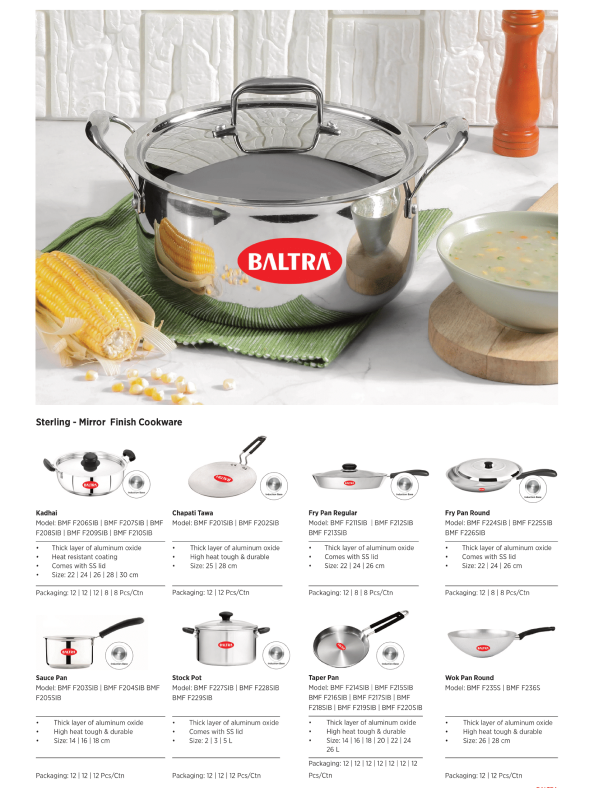 BALTRA
Sterling - Mirror Finish Cookware
Kadhai
Model: BMF F206SIB | BMF F207SIB | BMF
F208SIB | BMF F209SIB | BMF F210SIB
• Thick layer of aluminum oxide
• Heat resistant coating
• Comes with SS lid
• Size: 22 | 24 | 26 | 28 | 30 cm
Packaging: 12 | 12 | 12 | 8 | 8 Pcs/Ctn
Chapati Tawa
Model: BMF F201SIB | BMF F202SIB
• Thick layer of aluminum oxide
• High heat tough & durable
• Size: 25 | 28 cm
Packaging: 12 | 12 Pcs/Ctn
Fry Pan Regular
Model: BMF F211SIB | BMF F212SIB
BMF F213SIB
• Thick layer of aluminum oxide
• Comes with SS lid
• Size: 22 | 24 | 26 cm
Packaging: 12 | 8 | 8 Pcs/Ctn
Fry Pan Round
Model: BMF F224SIB | BMF F225SIB
BMF F226SIB
• Thick layer of aluminum oxide
• Comes with SS lid
• Size: 22 | 24 | 26 cm
Packaging: 12 | 8 | 8 Pcs/Ctn
Sauce Pan
Model: BMF F203SIB | BMF F204SIB BMF
F205SIB
• Thick layer of aluminum oxide
• High heat tough & durable
• Size: 14 | 16 | 18 cm
Packaging: 12 | 12 | 12 Pcs/Ctn
Stock Pot
Model: BMF F227SIB | BMF F228SIB
BMF F229SIB
• Thick layer of aluminum oxide
• Comes with SS lid
• Size: 2 | 3 | 5 L
Packaging: 12 | 12 | 12 Pcs/Ctn
Taper Pan
Model: BMF F214SIB | BMF F215SIB
BMF F216SIB | BMF F217SIB | BMF
F218SIB | BMF F219SIB | BMF F220SIB
• Thick layer of aluminum oxide
• High heat tough & durable
• Size: 14 | 16 | 18 | 20 | 22 | 24
26 L
Packaging: 12 | 12 | 12 | 12 | 12 | 12 | 12
Pcs/Ctn
Wok Pan Round
Model: BMF F235S | BMF F236S
• Thick layer of aluminum oxide
• High heat tough & durable
• Size: 26 | 28 cm
Packaging: 12 | 12 Pcs/Ctn